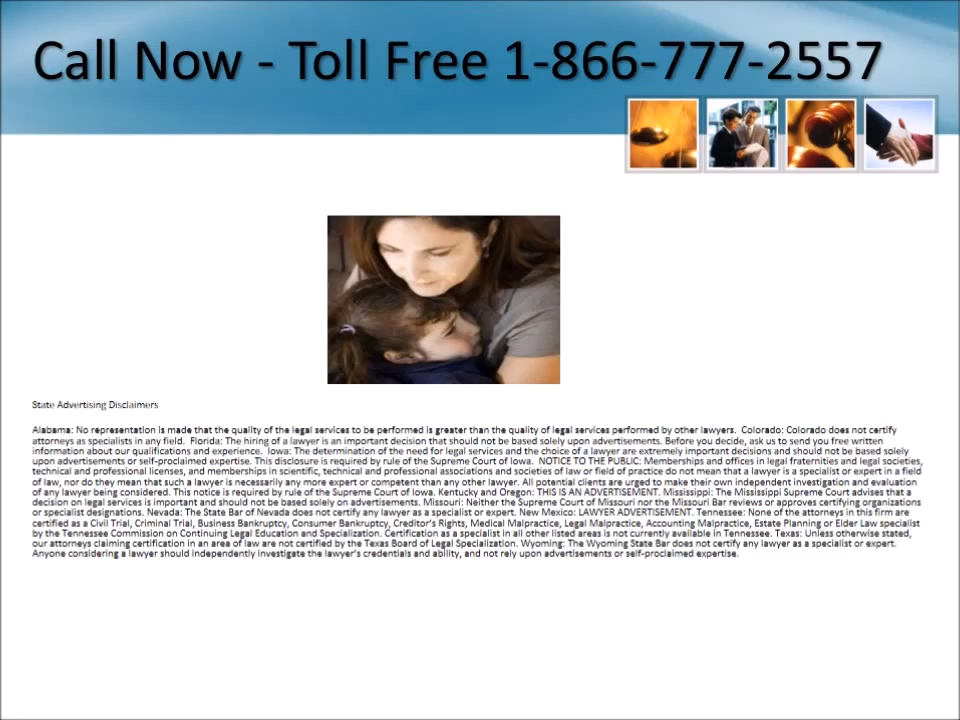 Call Now - Toll Free 1-866-777-2557
State Advertising Disclaimers
Alabama: No representation is made that the quality of the legal services to be performed is greater than the quality of legal services performed by other lawyers.  Colorado: Colorado does not certify
attorneys as specialists in any field.  Florida: The hiring of a lawyer is an important decision that should not be based solely upon advertisements. Before you decide, ask us to send you free written
information about our qualifications and experience.  Iowa: The determination of the need for legal services and the choice of a lawyer are extremely important decisions and should not be based solely
upon advertisements or self-proclaimed expertise. This disclosure is required by rule of the Supreme Court of Iowa.  NOTICE TO THE PUBLIC: Memberships and offices in legal fraternities and legal societies,
technical and professional licenses, and memberships in scientific, technical and professional associations and societies of law or field of practice do not mean that a lawyer is a specialist or expert in a field
of law, nor do they mean that such a lawyer is necessarily any more expert or competent than any other lawyer. All potential clients are urged to make their own independent investigation and evaluation
of any lawyer being considered. This notice is required by rule of the Supreme Court of Iowa. Kentucky and Oregon: THIS IS AN ADVERTISEMENT. Mississippi: The Mississippi Supreme Court advises that a
decision on legal services is important and should not be based solely on advertisements. Missouri: Neither the Supreme Court of Missouri nor the Missouri Bar reviews or approves certifying organizations
or specialist designations. Nevada: The State Bar of Nevada does not certify any lawyer as a specialist or expert. New Mexico: LAWYER ADVERTISEMENT. Tennessee: None of the attorneys in this firm are
certified as a Civil Trial, Criminal Trial, Business Bankruptcy, Consumer Bankruptcy, Creditor's Rights, Medical Malpractice, Legal Malpractice, Accounting Malpractice, Estate Planning or Elder Law specialist
by the Tennessee Commission on Continuing Legal Education and Specialization. Certification as a specialist in all other listed areas is not currently available in Tennessee. Texas: Unless otherwise stated,
our attorneys claiming certification in an area of law are not certified by the Texas Board of Legal Specialization. Wyoming: The Wyoming State Bar does not certify any lawyer as a specialist or expert.
Anyone considering a lawyer should independently investigate the lawyer's credentials and ability, and not rely upon advertisements or self-proclaimed expertise.